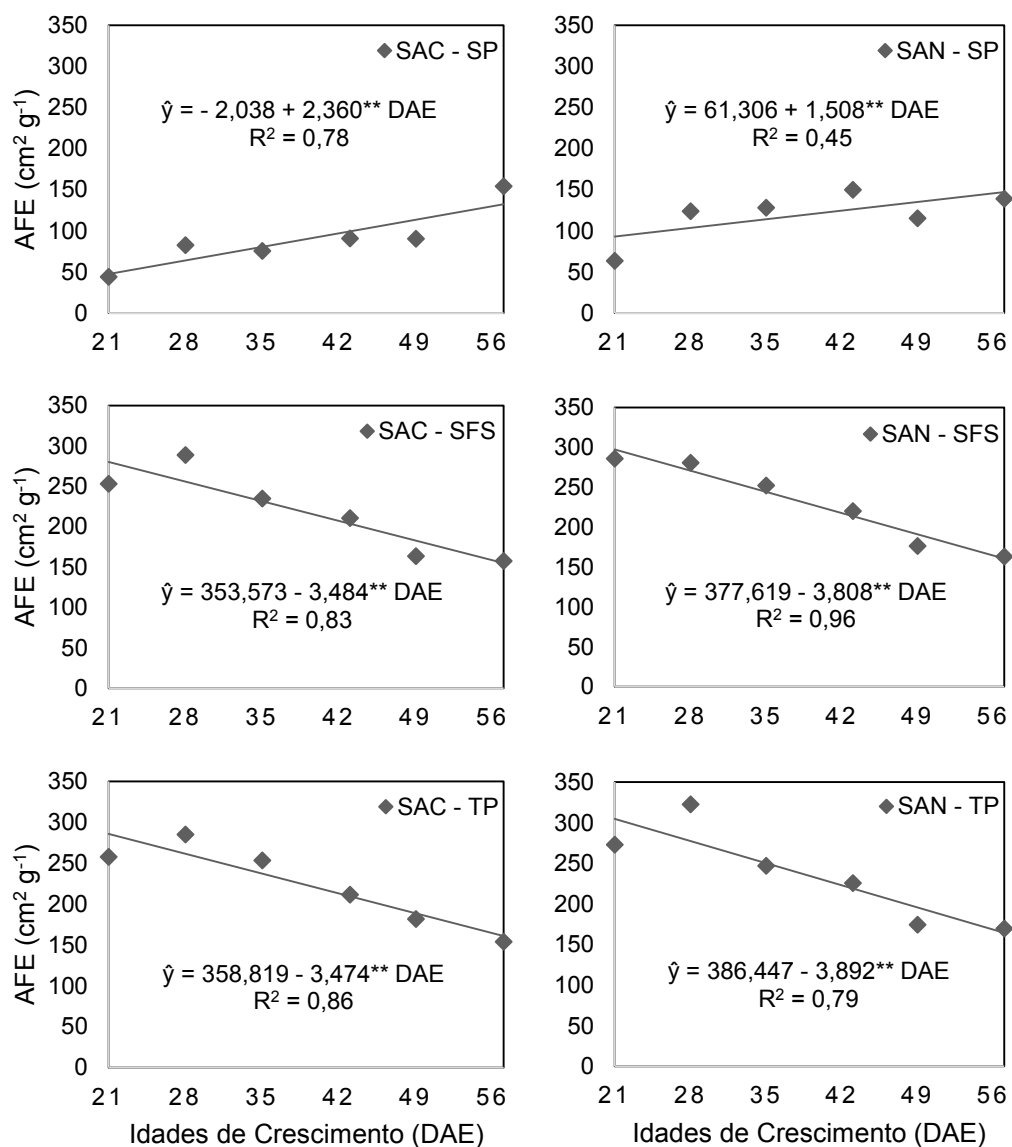 350
300
250
200
150
100
50
0
AFE (cm² g⁻¹)
SAC - SP
ŷ = - 2,038 + 2,360** DAE
R² = 0,78
21 28 35 42 49 56
350
300
250
200
150
100
50
0
SAN - SP
ŷ = 61,306 + 1,508** DAE
R² = 0,45
21 28 35 42 49 56
350
300
250
200
150
100
50
0
AFE (cm² g⁻¹)
SAC - SFS
ŷ = 353,573 - 3,484** DAE
R² = 0,83
21 28 35 42 49 56
350
300
250
200
150
100
50
0
SAN - SFS
ŷ = 377,619 - 3,808** DAE
R² = 0,96
21 28 35 42 49 56
350
300
250
200
150
100
50
0
AFE (cm² g⁻¹)
SAC - TP
ŷ = 358,819 - 3,474** DAE
R² = 0,86
21 28 35 42 49 56
Idades de Crescimento (DAE)
350
300
250
200
150
100
50
0
SAN - TP
ŷ = 386,447 - 3,892** DAE
R² = 0,79
21 28 35 42 49 56
Idades de Crescimento (DAE)